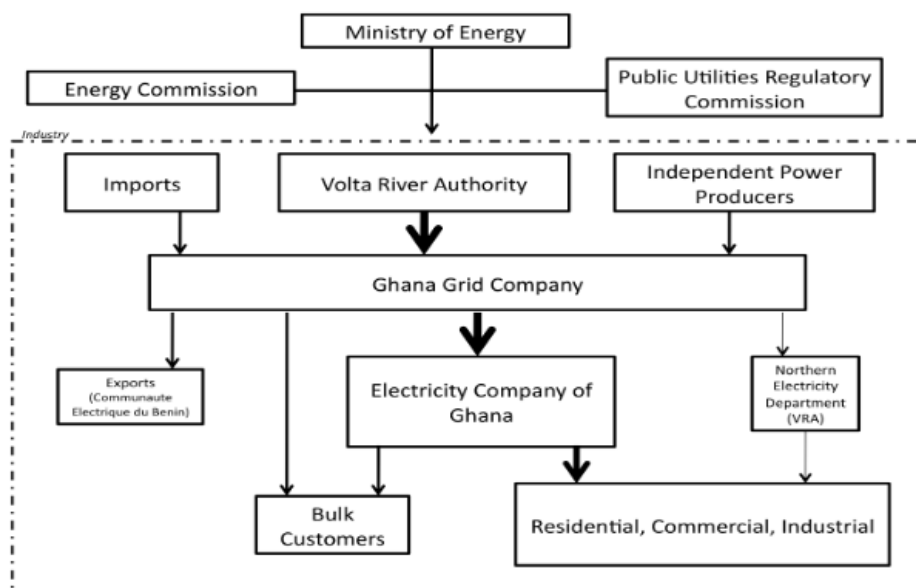 Ministry of Energy
Energy Commission
Public Utilities Regulatory
Commission
Industry
Imports
Volta River Authority
Independent Power
Producers
Ghana Grid Company
Exports
(Communaute
Electrique du Benin)
Electricity Company of
Ghana
Northern
Electricity
Department
(VRA)
Bulk
Customers
Residential, Commercial, Industrial